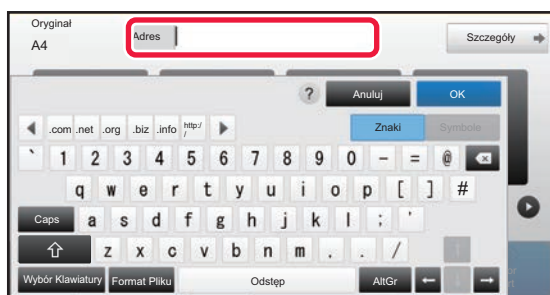 Oryginał
A4
Adres
Szczegóły
? Anuluj OK
.com .net .org .biz .info http:// Znaki Symbole
` 1 2 3 4 5 6 7 8 9 0 - = @
q w e r t y u i o p [ ] #
Caps a s d f g h j k l ; '
z x c v b n m , . /
Wybór Klawiatury Format Pliku Odstęp AltGr